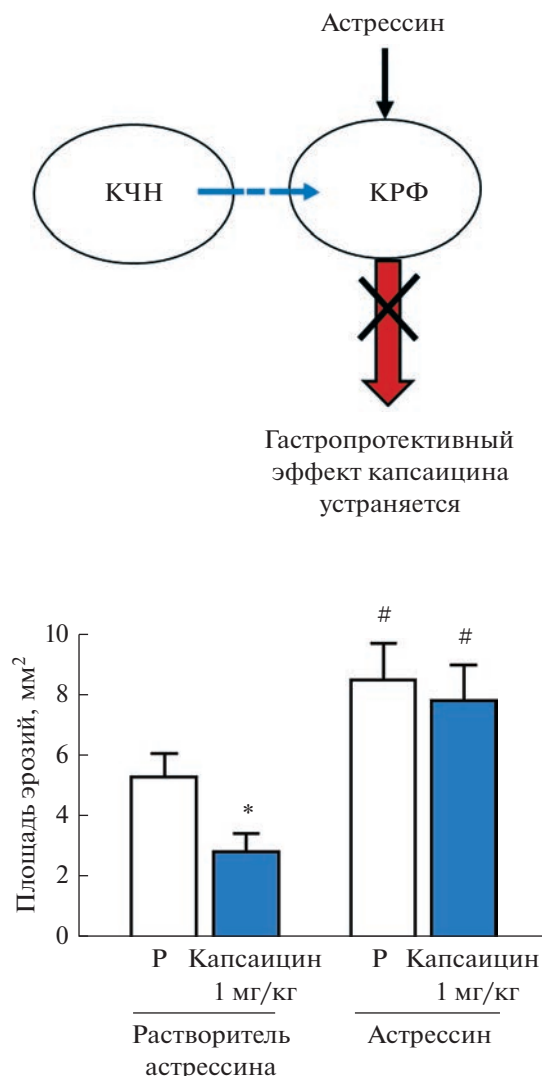 Астрессин
КЧН
КРФ
Гастропротективный
эффект капсаицина
устраняется
Площадь эрозий, мм²
10
8
6
4
2
0
*
#
#
Р Капсаицин Р Капсаицин
1 мг/кг 1 мг/кг
Растворитель Астрессин
астрессина